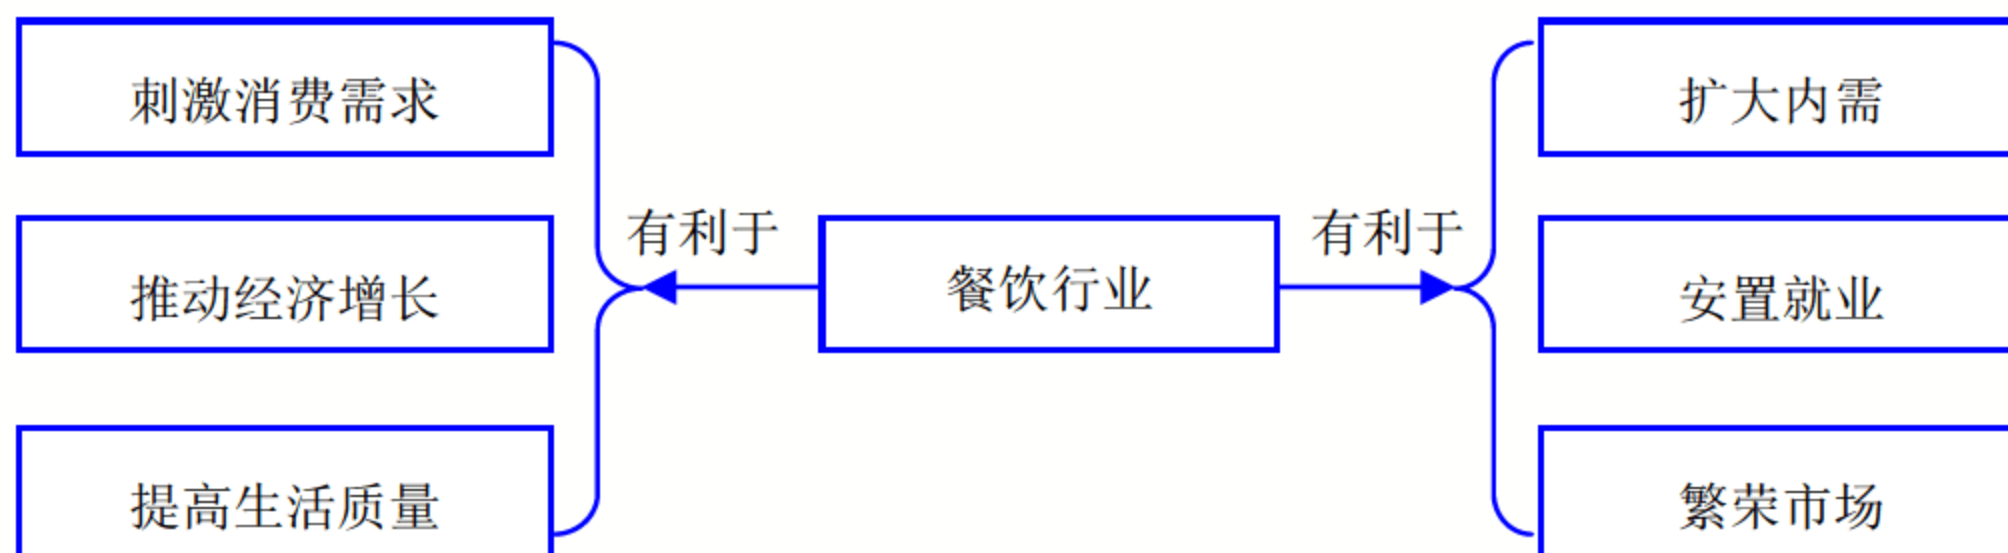 刺激消费需求
扩大内需
有利于
有利于
推动经济增长
餐饮行业
安置就业
提高生活质量
繁荣市场